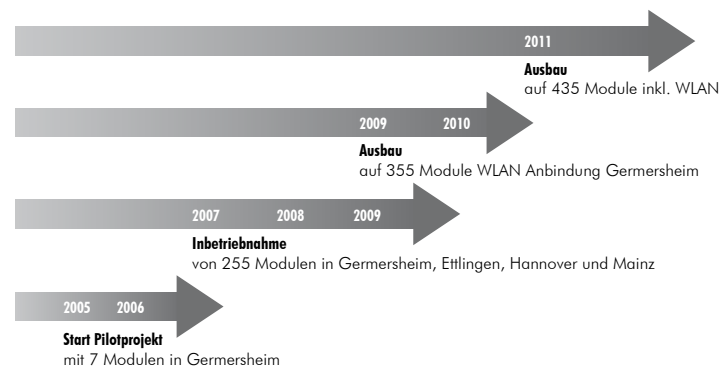 2011
Ausbau
auf 435 Module inkl. WLAN
2009 2010
Ausbau
auf 355 Module WLAN Anbindung Germersheim
2007 2008 2009
Inbetriebnahme
von 255 Modulen in Germersheim, Ettlingen, Hannover und Mainz
2005 2006
Start Pilotprojekt
mit 7 Modulen in Germersheim